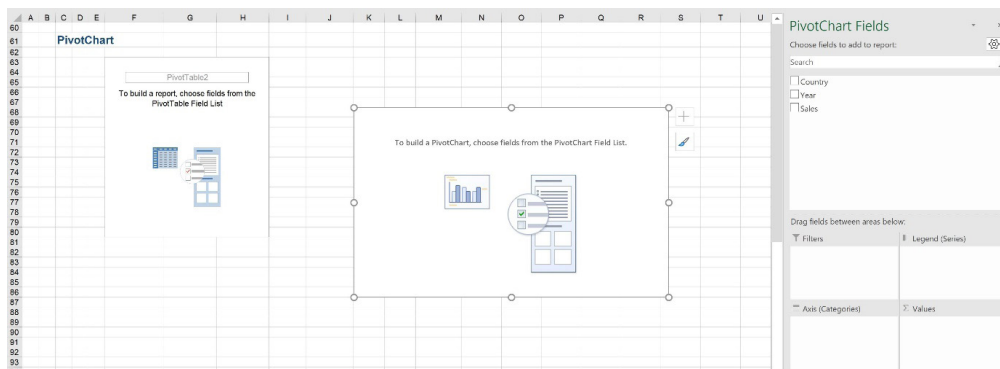 A B C D E F G H I J K L M N O P Q R S T U
60
61 PivotChart
62
63
64
65 PivotTable2
66
67 To build a report, choose fields from the
68 PivotTable Field List
69
70
71 To build a PivotChart, choose fields from the PivotChart Field List.
72
73
74
75
76
77
78
79
80
81
82
83
84
85
86
87
88
89
90
91
92
93
PivotChart Fields
Choose fields to add to report:
Search
Country
Year
Sales
Drag fields between areas below:
Filters
Legend (Series)
Axis (Categories)
Σ Values